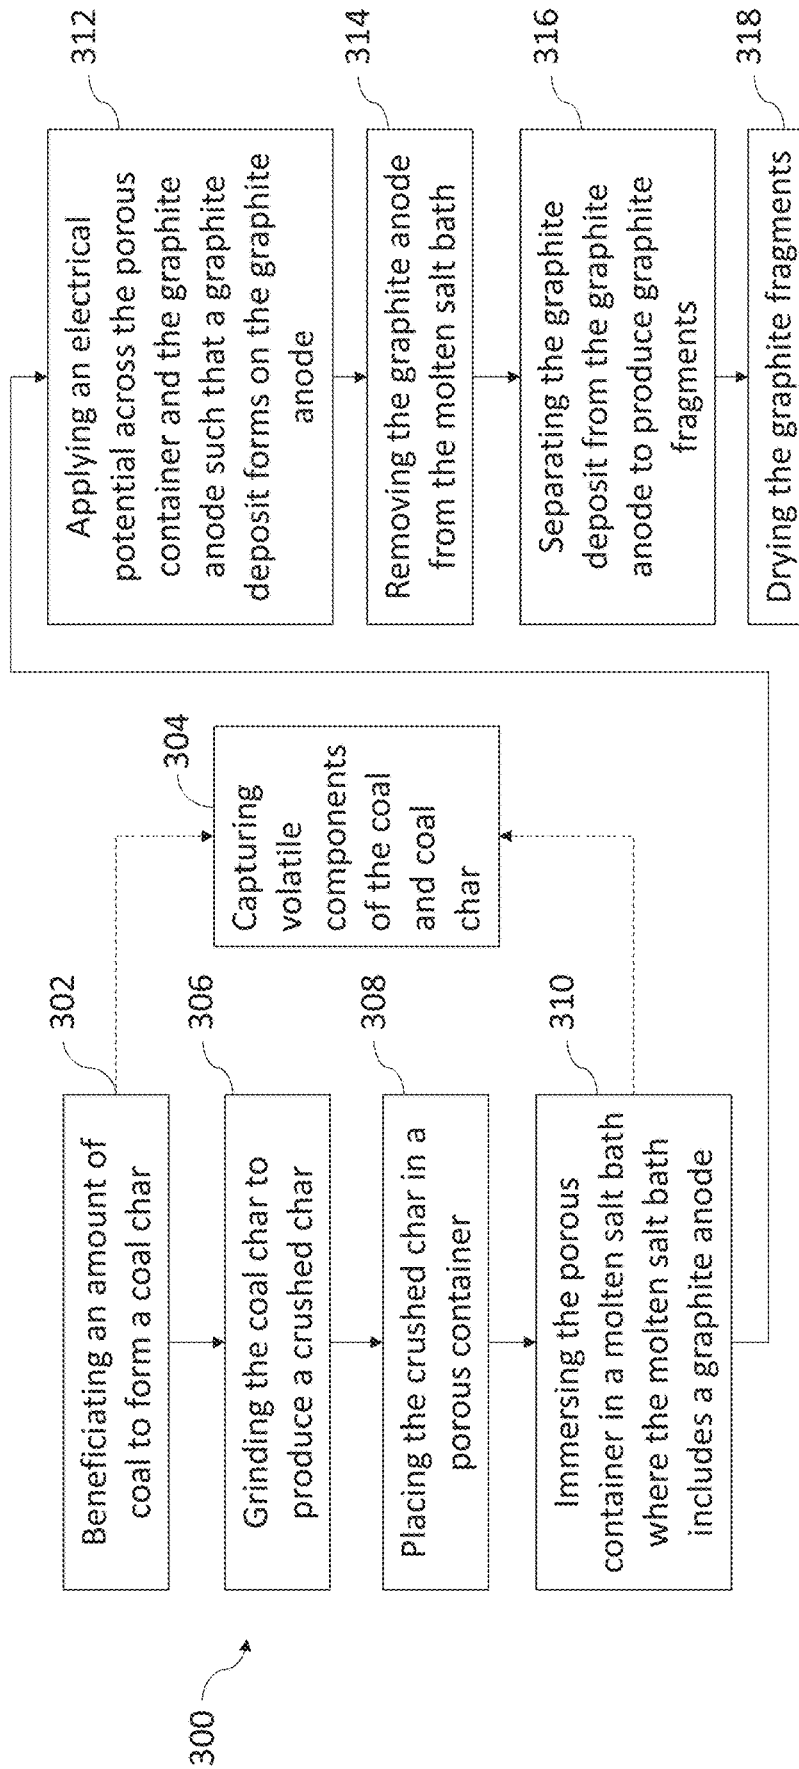 300
302
Beneficiating an amount of
coal to form a coal char
304
Capturing
volatile
components
of the coal
and coal
char
306
Grinding the coal char to
produce a crushed char
308
Placing the crushed char in a
porous container
310
Immersing the porous
container in a molten salt bath
where the molten salt bath
includes a graphite anode
312
Applying an electrical
potential across the porous
container and the graphite
anode such that a graphite
deposit forms on the graphite
anode
314
Removing the graphite anode
from the molten salt bath
316
Separating the graphite
deposit from the graphite
anode to produce graphite
fragments
318
Drying the graphite fragments